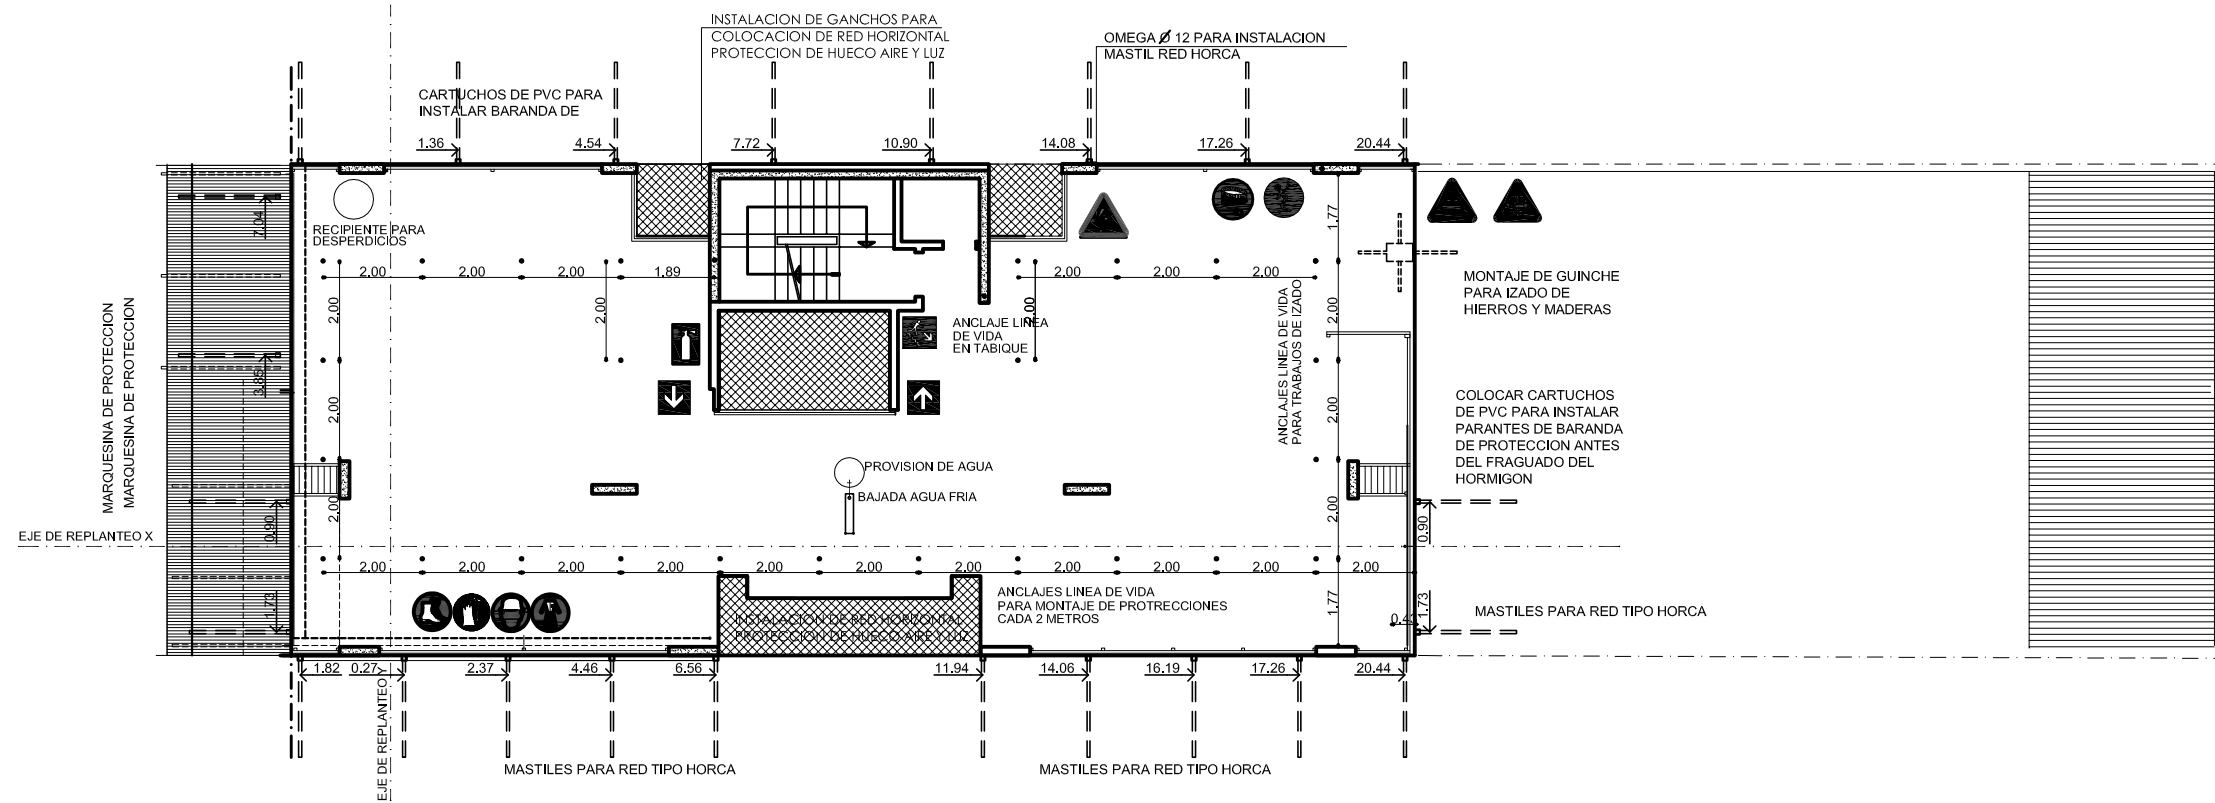 INSTALACION DE GANCHOS PARA
COLOCACION DE RED HORIZONTAL
PROTECCION DE HUECO AIRE Y LUZ
OMEGA Ø 12 PARA INSTALACION
MASTIL RED HORCA
CARTUCHOS DE PVC PARA
INSTALAR BARANDA DE
1.36
4.54
7.72
10.90
14.08
17.26
20.44
7.04
RECIPIENTE PARA
DESPERDICIOS
1.77
2.00
2.00
2.00
1.89
2.00
2.00
2.00
2.00
2.00
2.00
2.00
2.00
MONTAJE DE GUINCHE
PARA IZADO DE
HIERROS Y MADERAS
ANCLAJE LINEA
DE VIDA
EN TABIQUE
ANCLAJES LINEA DE VIDA
PARA TRABAJOS DE IZADO
MARQUESINA DE PROTECCION
MARQUESINA DE PROTECCION
3.85
2.00
2.00
COLOCAR CARTUCHOS
DE PVC PARA INSTALAR
PARANTES DE BARANDA
DE PROTECCION ANTES
DEL FRAGUADO DEL
HORMIGON
PROVISION DE AGUA
BAJADA AGUA FRIA
0.90
2.00
2.00
0.90
EJE DE REPLANTEO X
2.00
2.00
2.00
2.00
2.00
2.00
2.00
2.00
2.00
2.00
2.00
ANCLAJES LINEA DE VIDA
PARA MONTAJE DE PROTRECCIONES
CADA 2 METROS
1.77
1.73
1.73
INSTALACION DE RED HORIZONTAL
PROTECCION DE HUECO AIRE Y LUZ
MASTILES PARA RED TIPO HORCA
1.82
0.27
2.37
4.46
6.56
11.94
14.06
16.19
17.26
20.44
EJE DE REPLANTEO Y
MASTILES PARA RED TIPO HORCA
MASTILES PARA RED TIPO HORCA